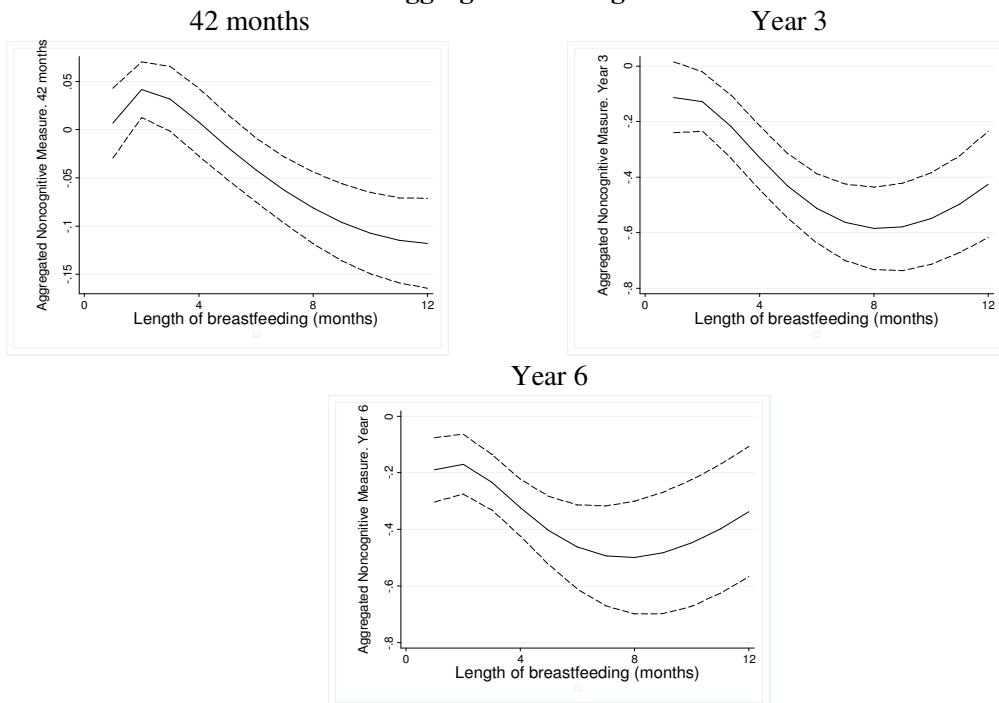 42 months
Aggregated Noncognitive Measure. 42 months
.05
0
-.05
-.1
-.15
0 4 8 12
Length of breastfeeding (months)
Year 3
Aggregated Noncognitive Masure. Year 3
0
-.2
-.4
-.6
-.8
0 4 8 12
Length of breastfeeding (months)
Year 6
Aggregated Noncognitive Measure. Year 6
0
-.2
-.4
-.6
-.8
0 4 8 12
Length of breastfeeding (months)